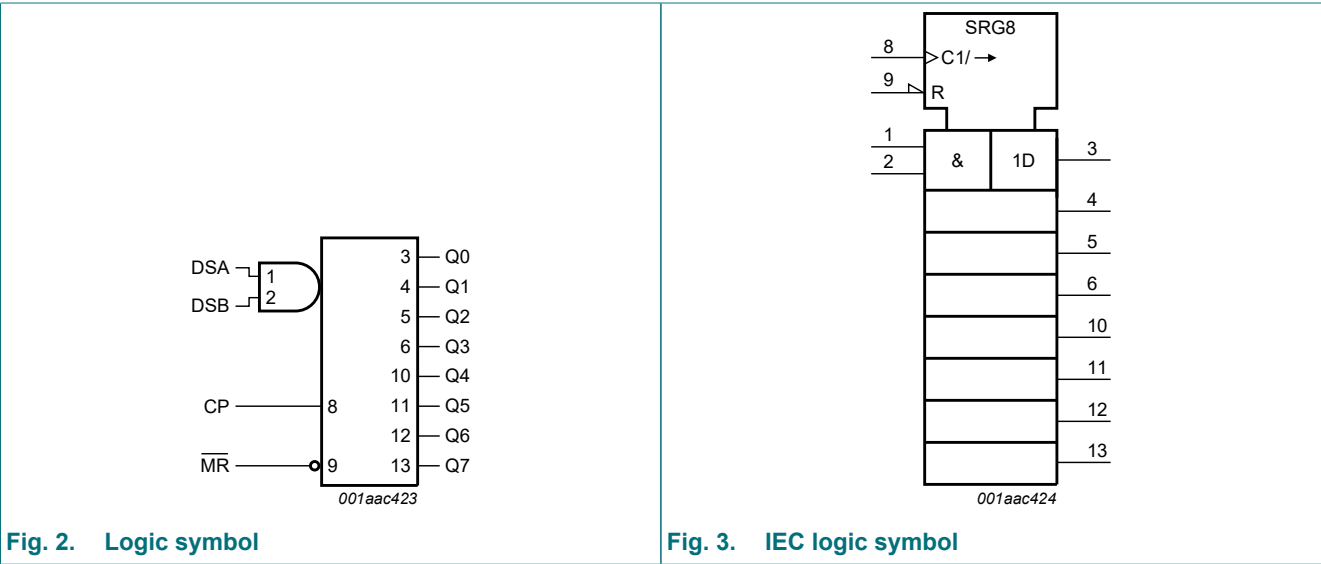 DSA
DSB
1
2
CP
8
MR
9
3
Q0
4
Q1
5
Q2
6
Q3
10
Q4
11
Q5
12
Q6
13
Q7
001aac423
Fig. 2. Logic symbol
SRG8
8
C1/ →
9
R
1
2
&
1D
3
4
5
6
10
11
12
13
001aac424
Fig. 3. IEC logic symbol